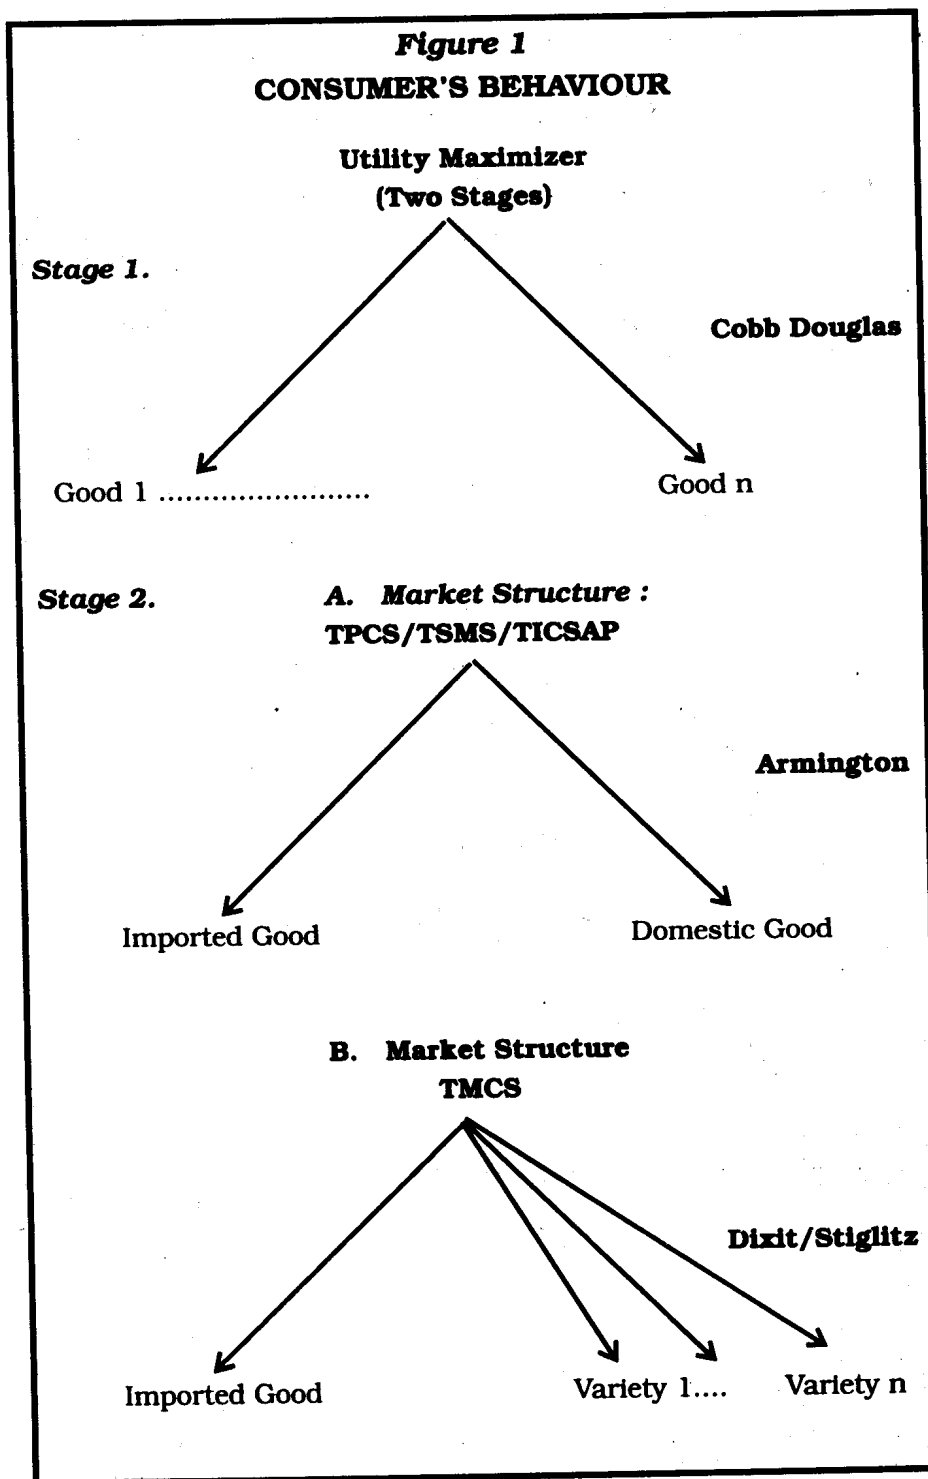 Figure 1
CONSUMER'S BEHAVIOUR
Utility Maximizer
(Two Stages)
Stage 1.
Cobb Douglas
Good 1 ........................
Good n
Stage 2.
A. Market Structure :
TPCS/TSMS/TICSAP
Armington
Imported Good
Domestic Good
B. Market Structure
TMCS
Dixit/Stiglitz
Imported Good
Variety 1....
Variety n